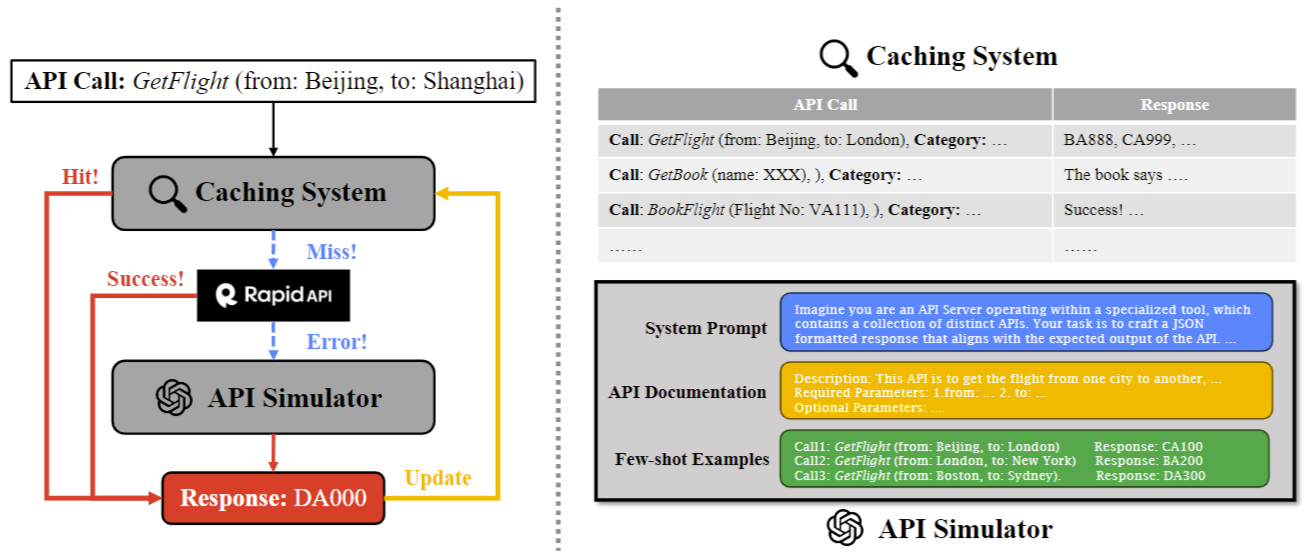 API Call: GetFlight (from: Beijing, to: Shanghai)
Hit!
Caching System
Miss!
Success!
Rapid API
Error!
API Simulator
Response: DA000
Update
Caching System
API Call Response
Call: GetFlight (from: Beijing, to: London), Category: … BA888, CA999, …
Call: GetBook (name: XXX), ), Category: … The book says ….
Call: BookFlight (Flight No: VA111), ), Category: … Success! …
…… ……
System Prompt
Imagine you are an API Server operating within a specialized tool, which
contains a collection of distinct APIs. Your task is to craft a JSON
formatted response that aligns with the expected output of the API. …
API Documentation
Description: This API is to get the flight from one city to another, …
Required Parameters: 1.from: … 2. to: …
Optional Parameters: …
Few-shot Examples
Call1: GetFlight (from: Beijing, to: London) Response: CA100
Call2: GetFlight (from: London, to: New York) Response: BA200
Call3: GetFlight (from: Boston, to: Sydney). Response: DA300
API Simulator